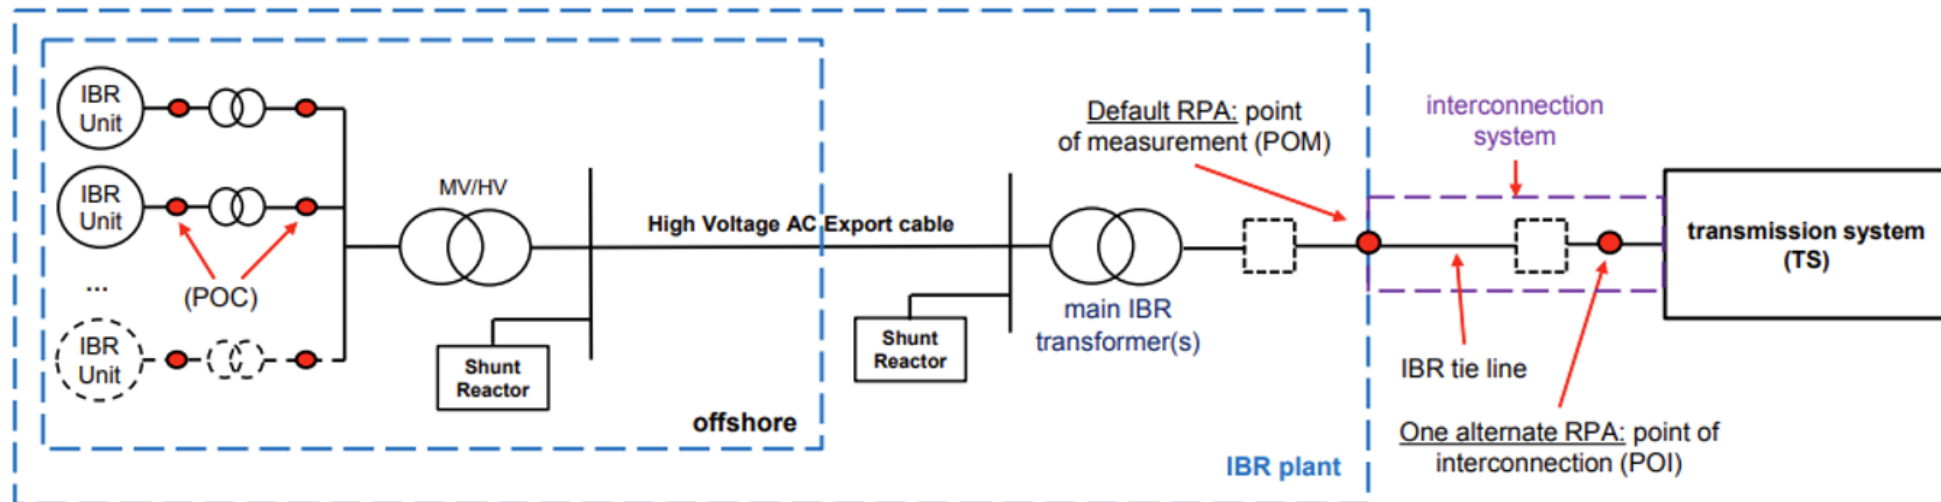 IBR
Unit
IBR
Unit
...
IBR
Unit
(POC)
MV/HV
Shunt
Reactor
High Voltage AC Export cable
offshore
Shunt
Reactor
main IBR
transformer(s)
Default RPA: point
of measurement (POM)
IBR plant
interconnection
system
IBR tie line
One alternate RPA: point of
interconnection (POI)
transmission system
(TS)